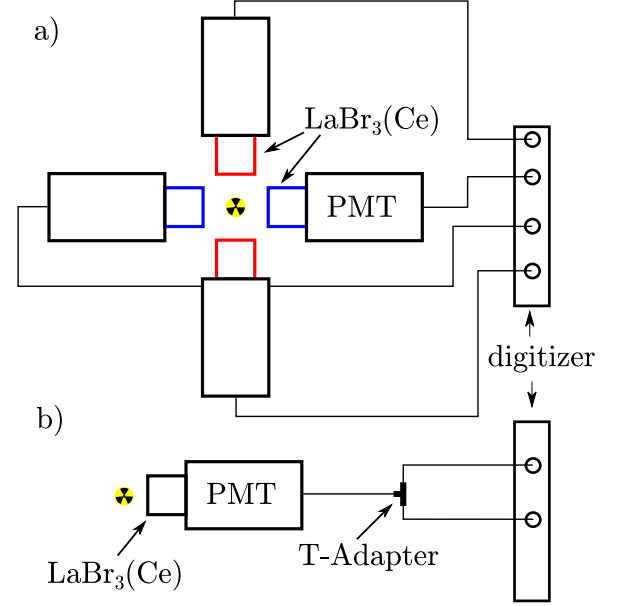 a)
LaBr₃(Ce)
PMT
digitizer
b)
PMT
T-Adapter
LaBr₃(Ce)